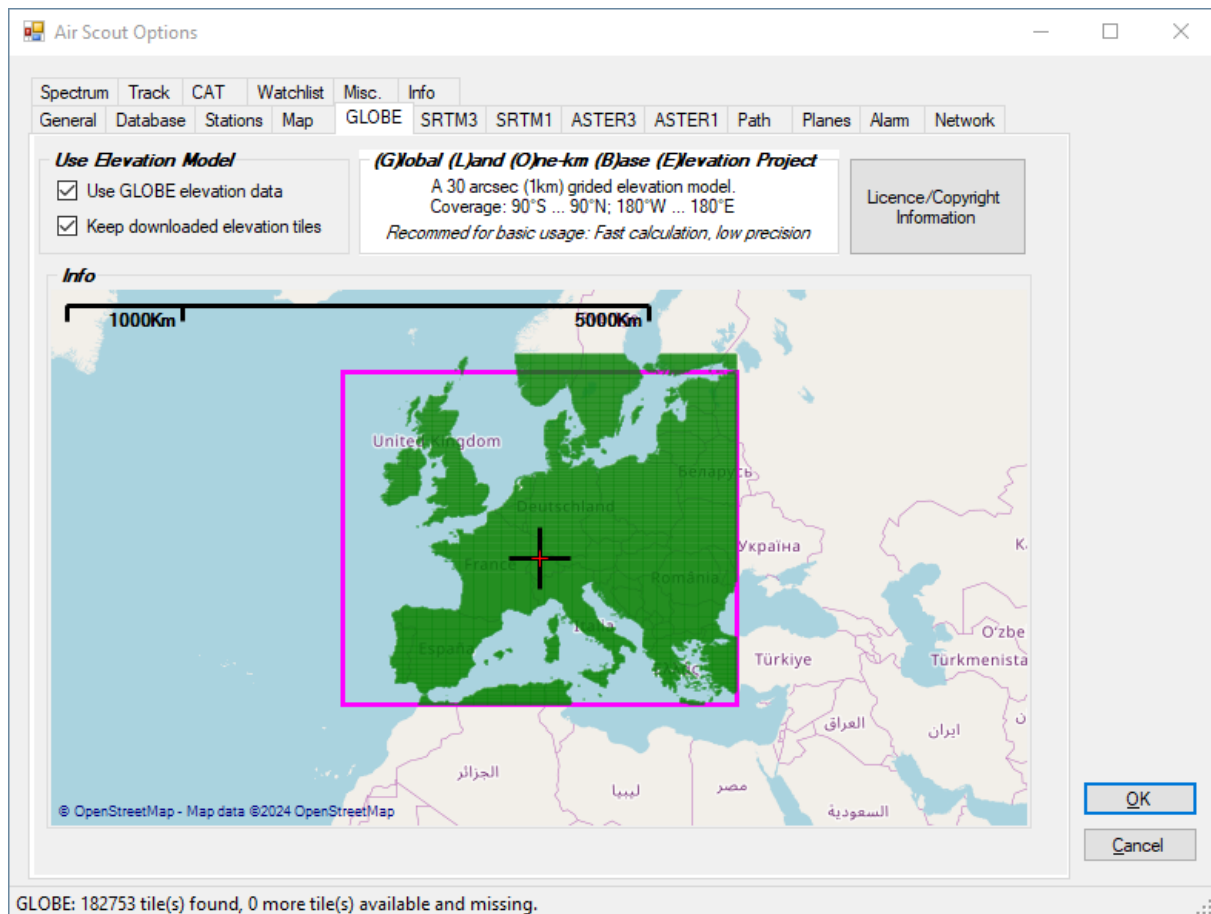 Air Scout Options
Spectrum Track CAT Watchlist Misc. Info
General Database Stations Map GLOBE SRTM3 SRTM1 ASTER3 ASTER1 Path Planes Alarm Network
Use Elevation Model
Use GLOBE elevation data
Keep downloaded elevation tiles
(G)lobal (L)and (O)ne-km (B)ase (E)levation Project
A 30 arcsec (1km) grided elevation model.
Coverage: 90°S ... 90°N; 180°W ... 180°E
Recommed for basic usage: Fast calculation, low precision
Licence/Copyright
Information
Info
1000Km 5000Km
United Kingdom
Беларусь
Deutschland
Україна
France
România
Italia
O'zbe
España
Ελλάς
Türkiye
Türkmenista
العراق
ایران
الجزائر
ليبيا
مصر
السعودية
© OpenStreetMap - Map data ©2024 OpenStreetMap
OK
Cancel
GLOBE: 182753 tile(s) found, 0 more tile(s) available and missing.